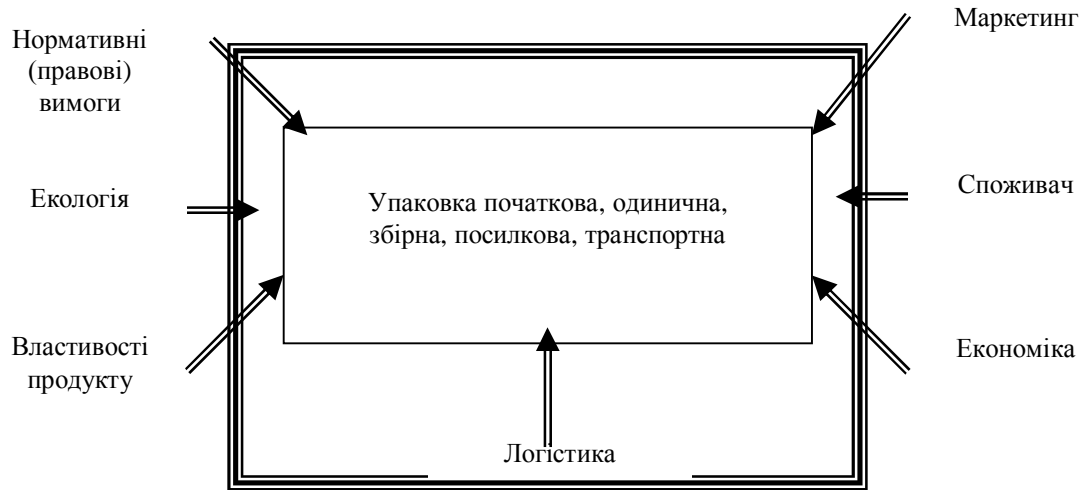 Маркетинг
Нормативні
(правові)
вимоги
Екологія
Споживач
Упаковка початкова, одинична,
збірна, посилкова, транспортна
Властивості
продукту
Економіка
Логістика